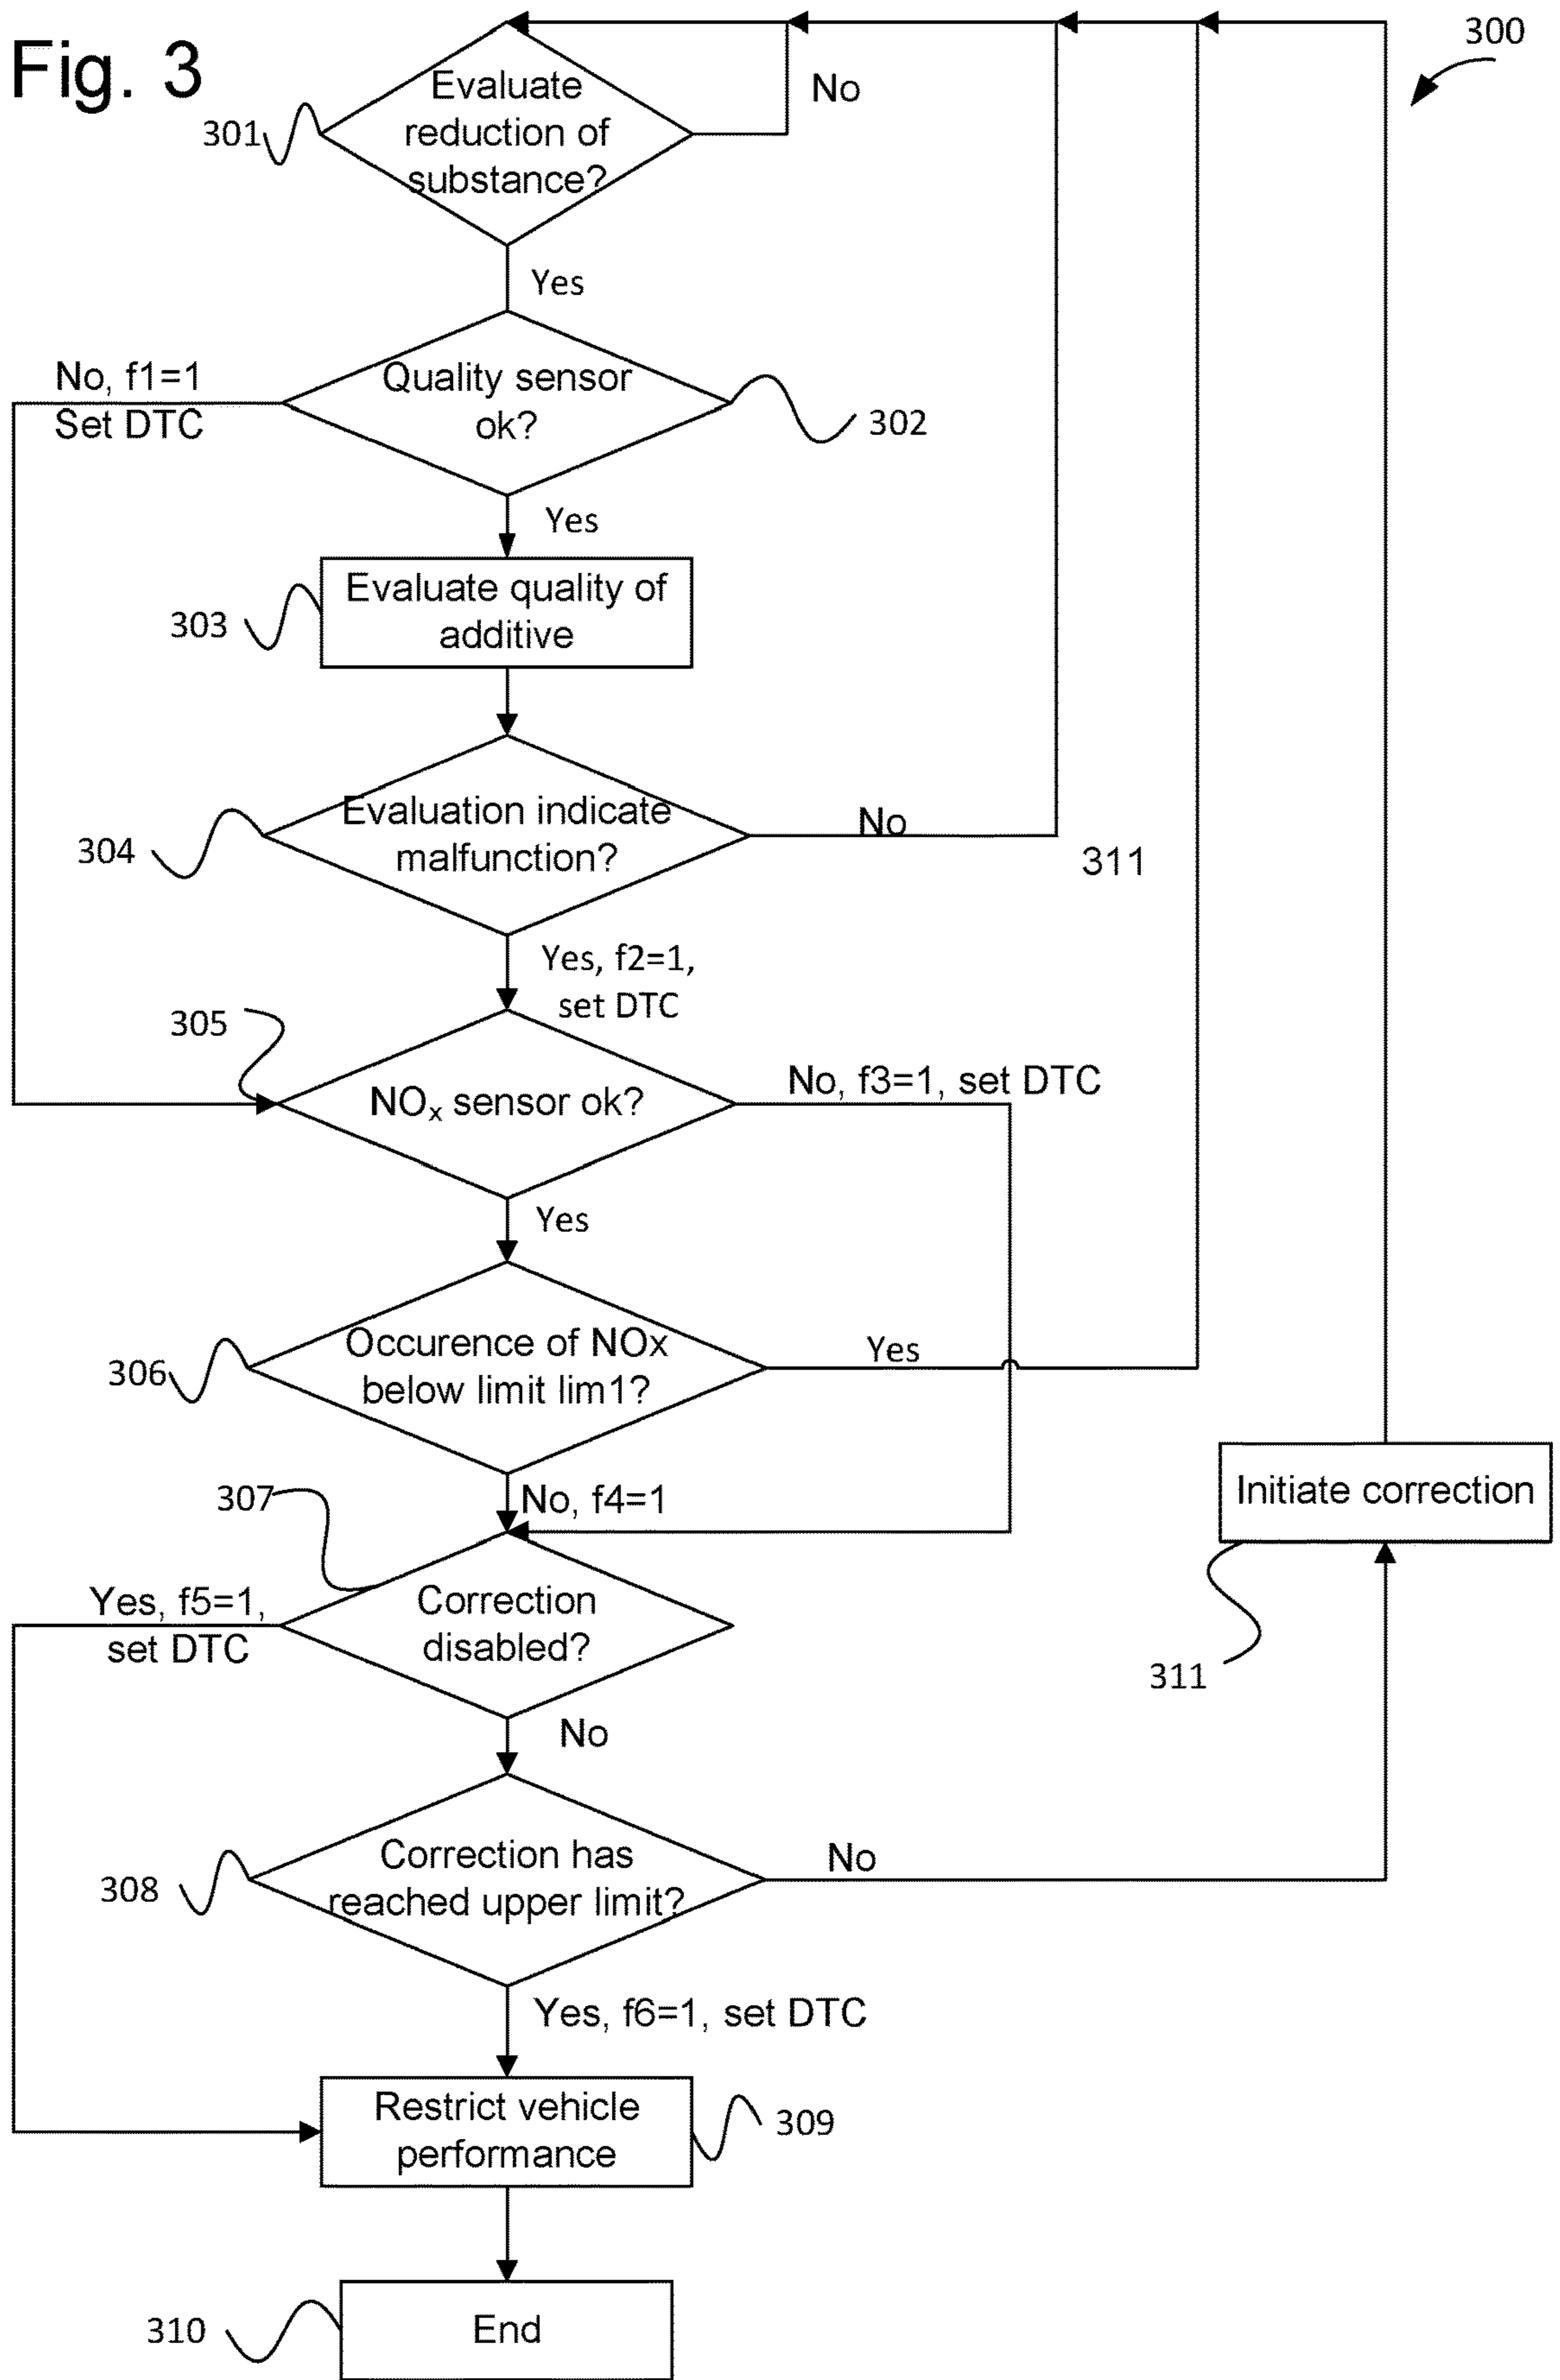 Fig. 3
300
Evaluate
reduction of
substance?
No
301
Yes
No, f1=1
Set DTC
Quality sensor
ok?
302
Yes
Evaluate quality of
additive
303
Evaluation indicate
malfunction?
No
304
311
Yes, f2=1,
set DTC
305
NOx sensor ok?
No, f3=1, set DTC
Yes
Occurence of NOx
below limit lim1?
Yes
306
307
No, f4=1
Initiate correction
311
Yes, f5=1,
set DTC
Correction
disabled?
No
Correction has
reached upper limit?
No
308
Yes, f6=1, set DTC
Restrict vehicle
performance
309
End
310